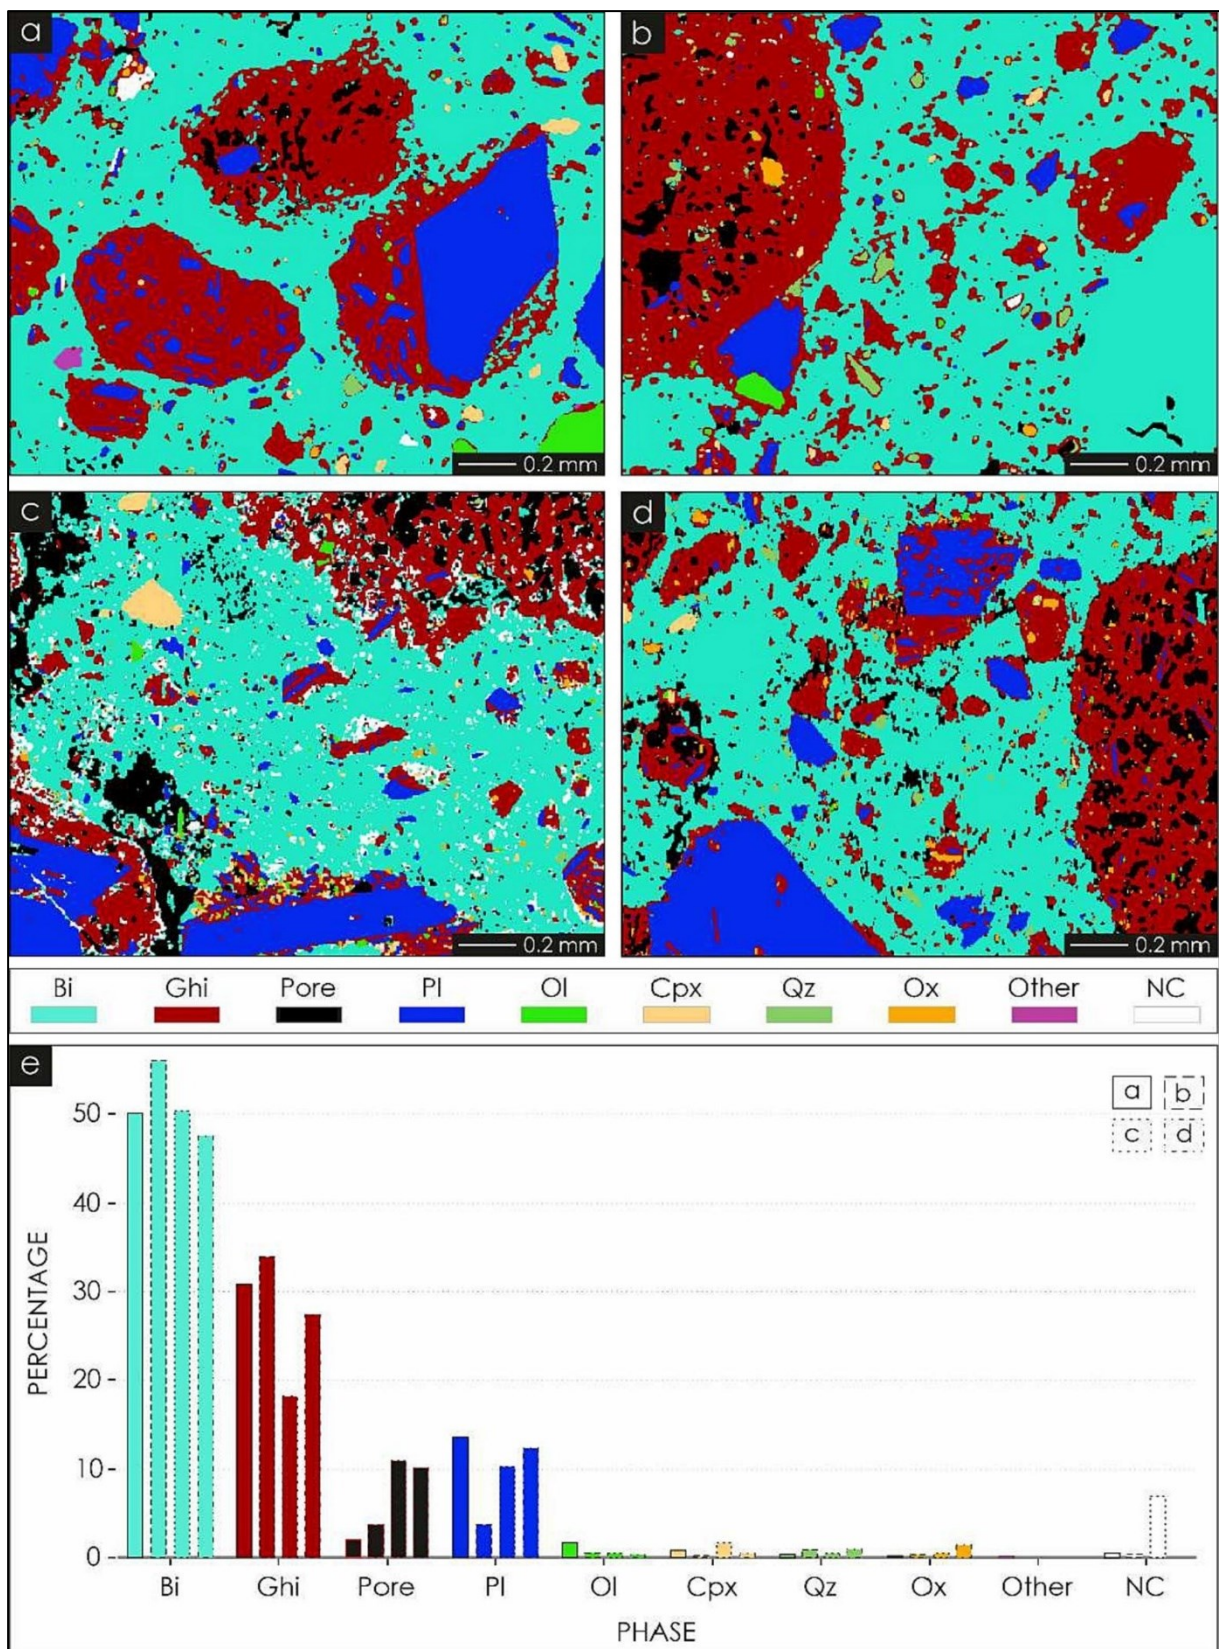 a
b
0.2 mm
0.2 mm
c
d
0.2 mm
0.2 mm
Bi Ghi Pore Pl Ol Cpx Qz Ox Other NC
e
a b
c d
PERCENTAGE
50
40
30
20
10
0
Bi Ghi Pore Pl Ol Cpx Qz Ox Other NC
PHASE